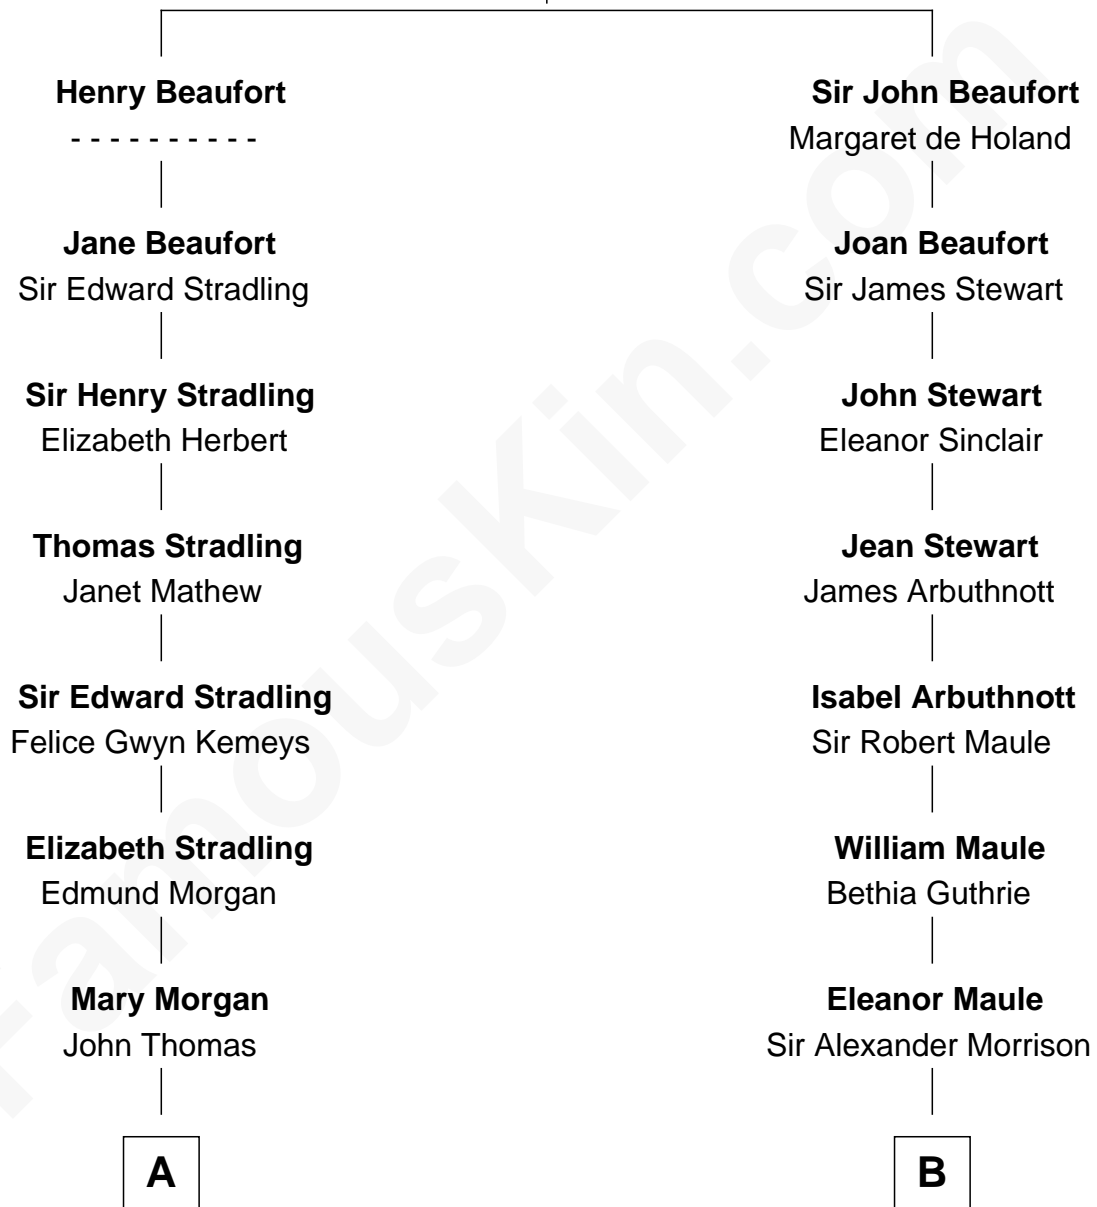 Henry Beaufort
- - - - - - - - - -
Jane Beaufort
Sir Edward Stradling
Sir Henry Stradling
Elizabeth Herbert
Thomas Stradling
Janet Mathew
Sir Edward Stradling
Felice Gwyn Kemeys
Elizabeth Stradling
Edmund Morgan
Mary Morgan
John Thomas
A
Sir John Beaufort
Margaret de Holand
Joan Beaufort
Sir James Stewart
John Stewart
Eleanor Sinclair
Jean Stewart
James Arbuthnott
Isabel Arbuthnott
Sir Robert Maule
William Maule
Bethia Guthrie
Eleanor Maule
Sir Alexander Morrison
B
FamousKin.com